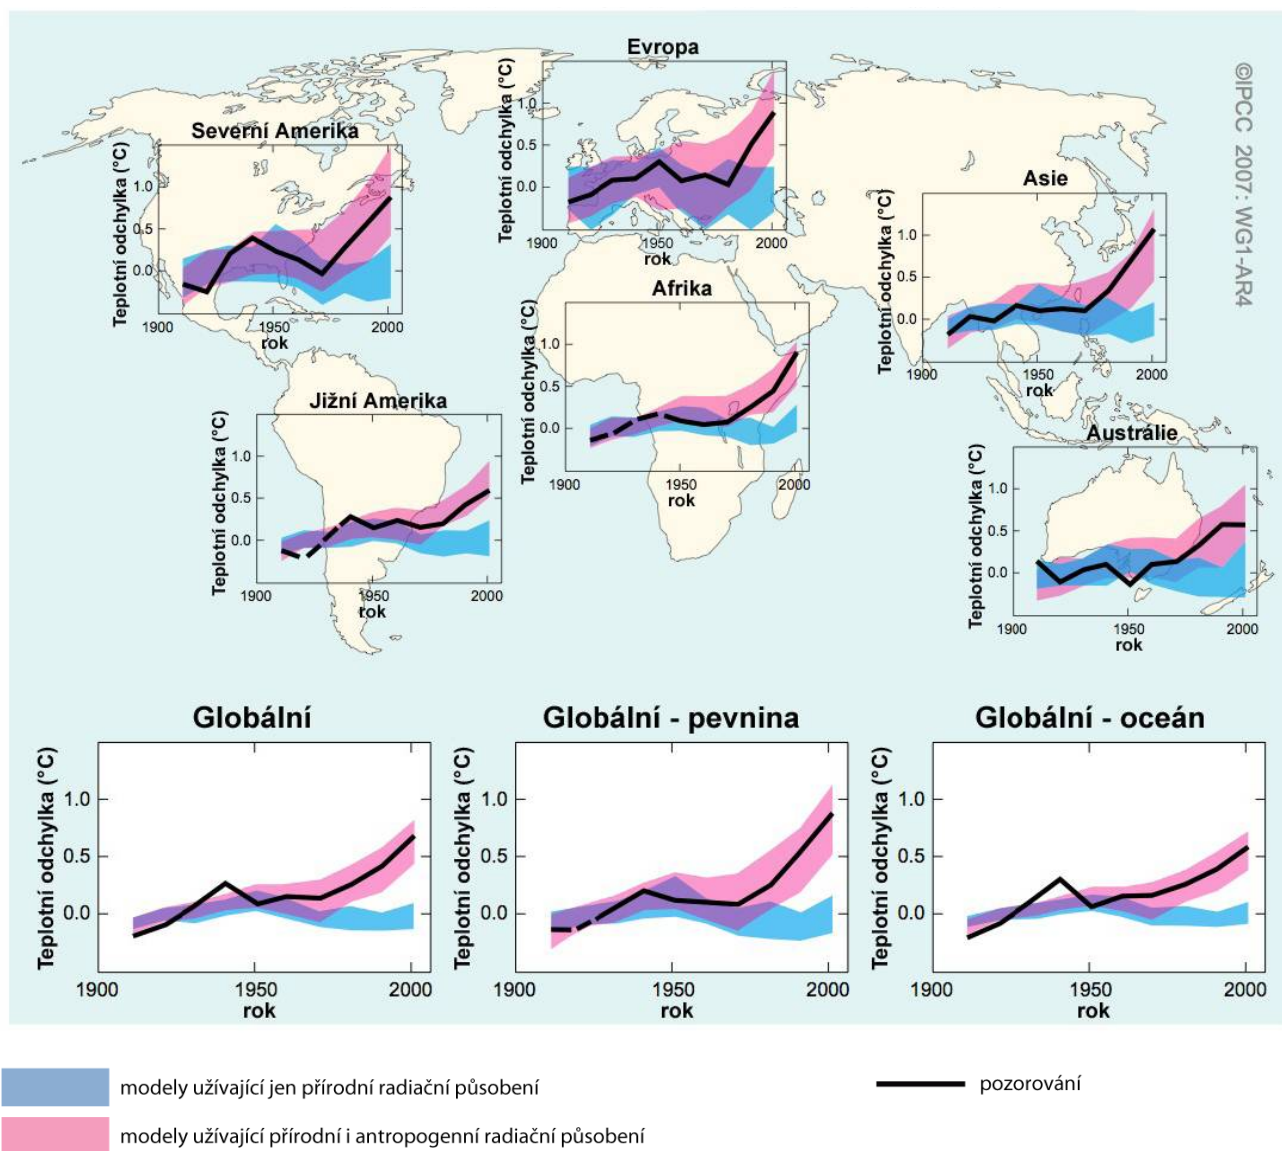 Evropa
Teplotní odchylka (°C)
1.0
0.5
0.0
1900
1950
2000
rok
©IPCC 2007: WG1-AR4
Severní Amerika
Teplotní odchylka (°C)
1.0
0.5
0.0
1900
1950
2000
rok
Asie
Teplotní odchylka (°C)
1.0
0.5
0.0
1900
1950
2000
rok
Afrika
Teplotní odchylka (°C)
1.0
0.5
0.0
1900
1950
2000
rok
Jižní Amerika
Teplotní odchylka (°C)
1.0
0.5
0.0
1900
1950
2000
rok
Austrálie
Teplotní odchylka (°C)
1.0
0.5
0.0
1900
1950
2000
rok
Globální
Teplotní odchylka (°C)
1.0
0.5
0.0
1900
1950
2000
rok
Globální - pevnina
Teplotní odchylka (°C)
1.0
0.5
0.0
1900
1950
2000
rok
Globální - oceán
Teplotní odchylka (°C)
1.0
0.5
0.0
1900
1950
2000
rok
modely užívající jen přírodní radiační působení
pozorování
modely užívající přírodní i antropogenní radiační působení